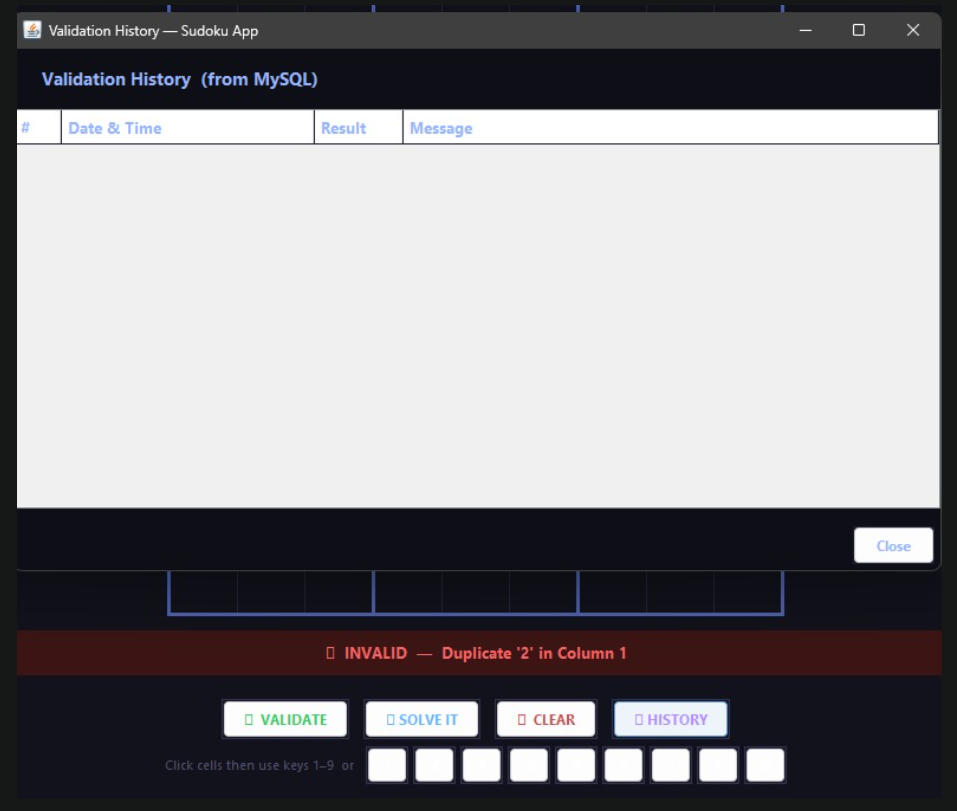 Validation History — Sudoku App
Validation History (from MySQL)
# Date & Time Result Message
Close
INVALID — Duplicate '2' in Column 1
VALIDATE SOLVE IT CLEAR HISTORY
Click cells then use keys 1–9 or